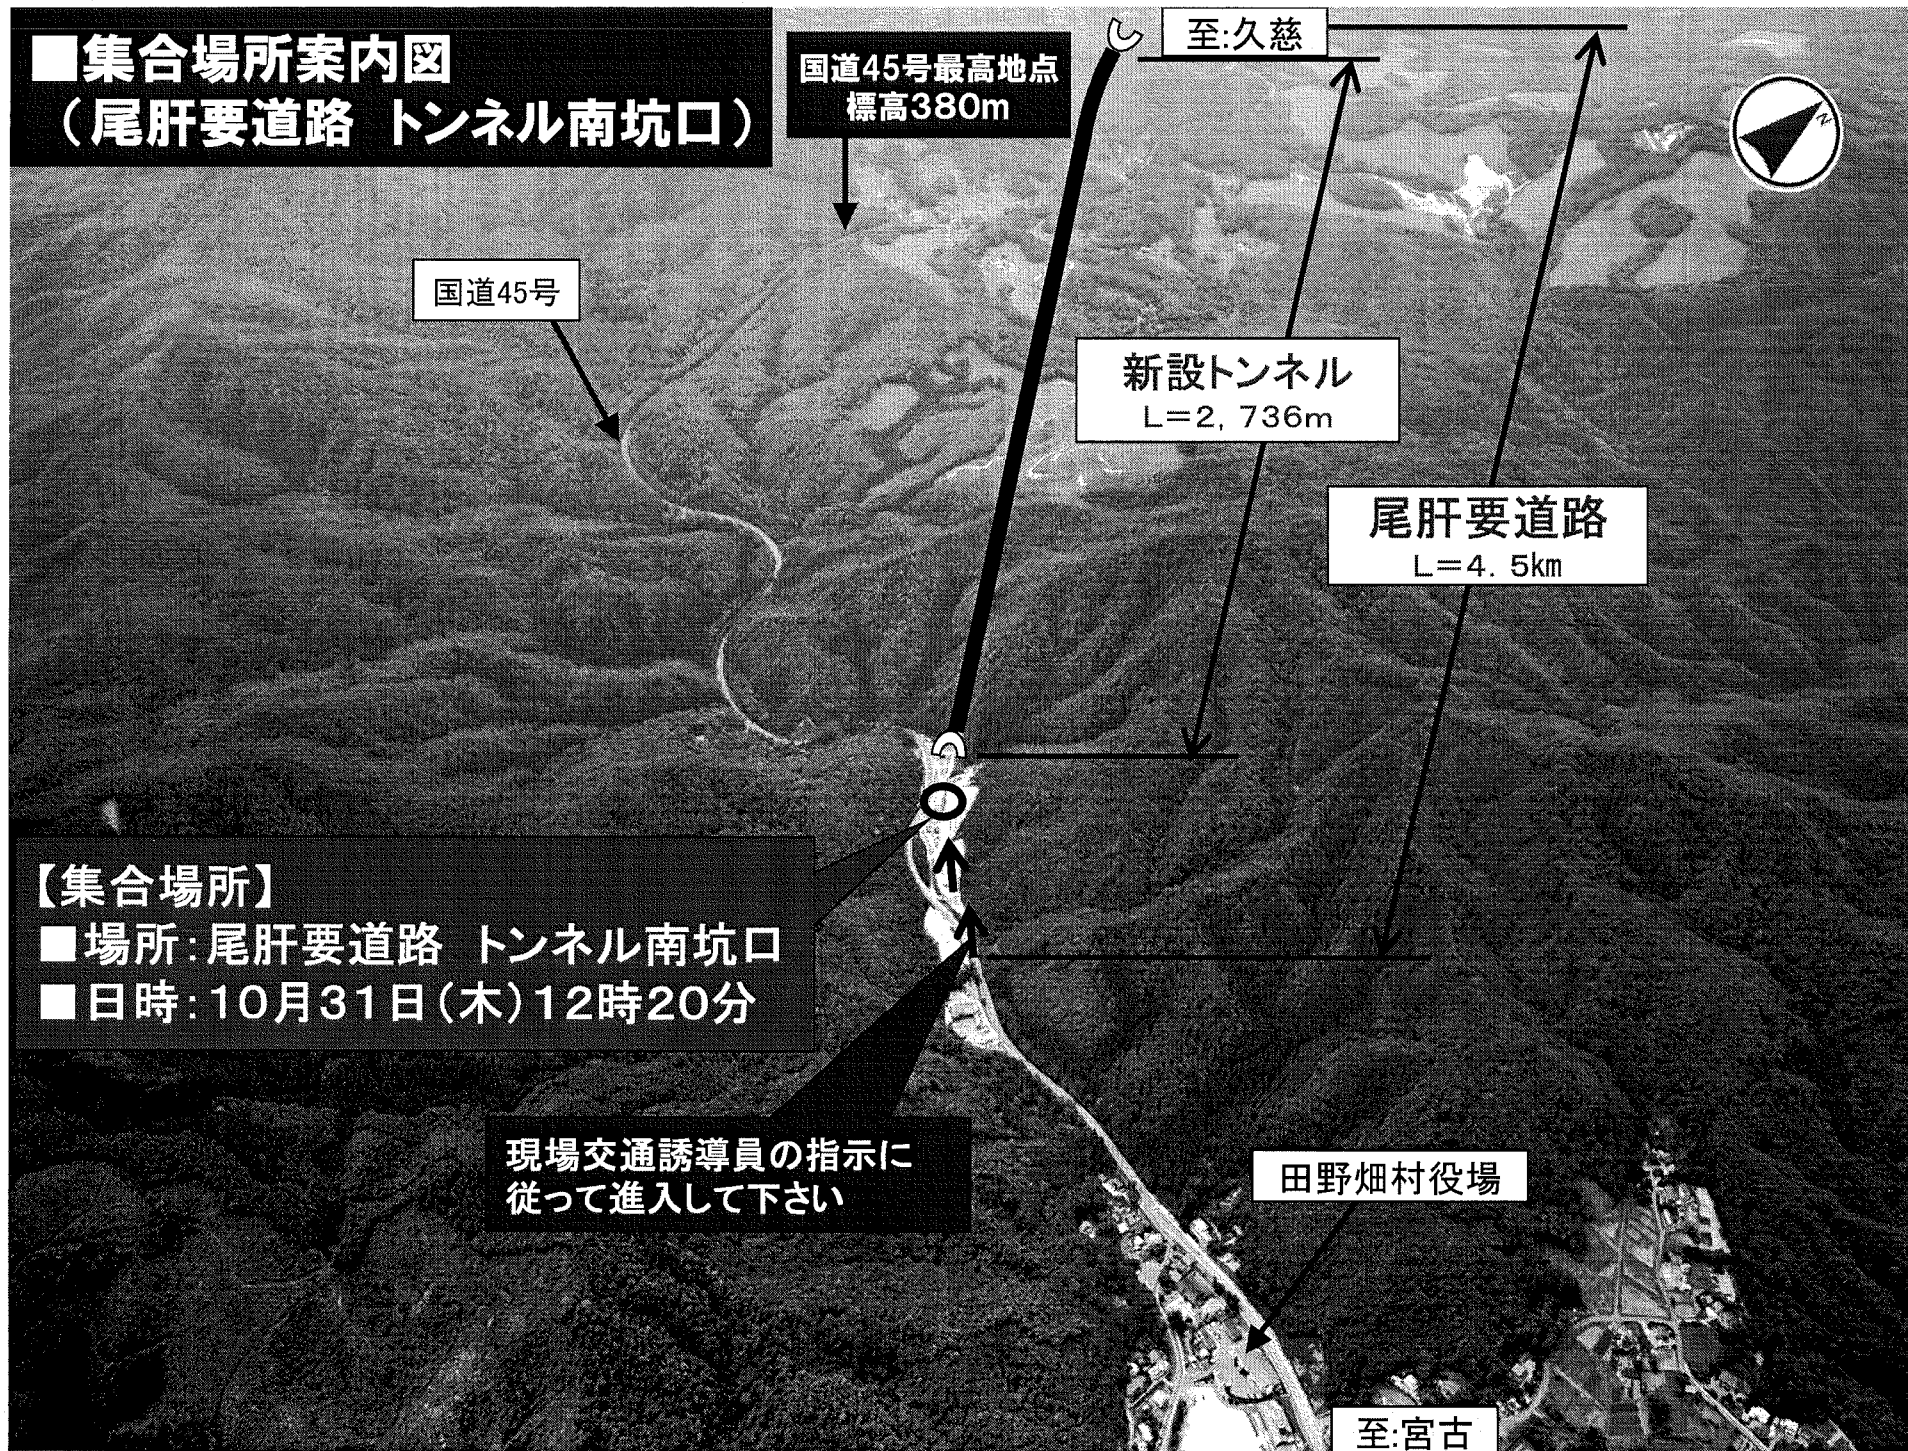 ■集合場所案内図
（尾肝要道路 トンネル南坑口）
国道45号最高地点
標高380m
至:久慈
N
国道45号
新設トンネル
L=2,736m
尾肝要道路
L=4.5㎞
【集合場所】
■場所:尾肝要道路 トンネル南坑口
■日時:10月31日(木)12時20分
現場交通誘導員の指示に
従って進入して下さい
田野畑村役場
至:宮古